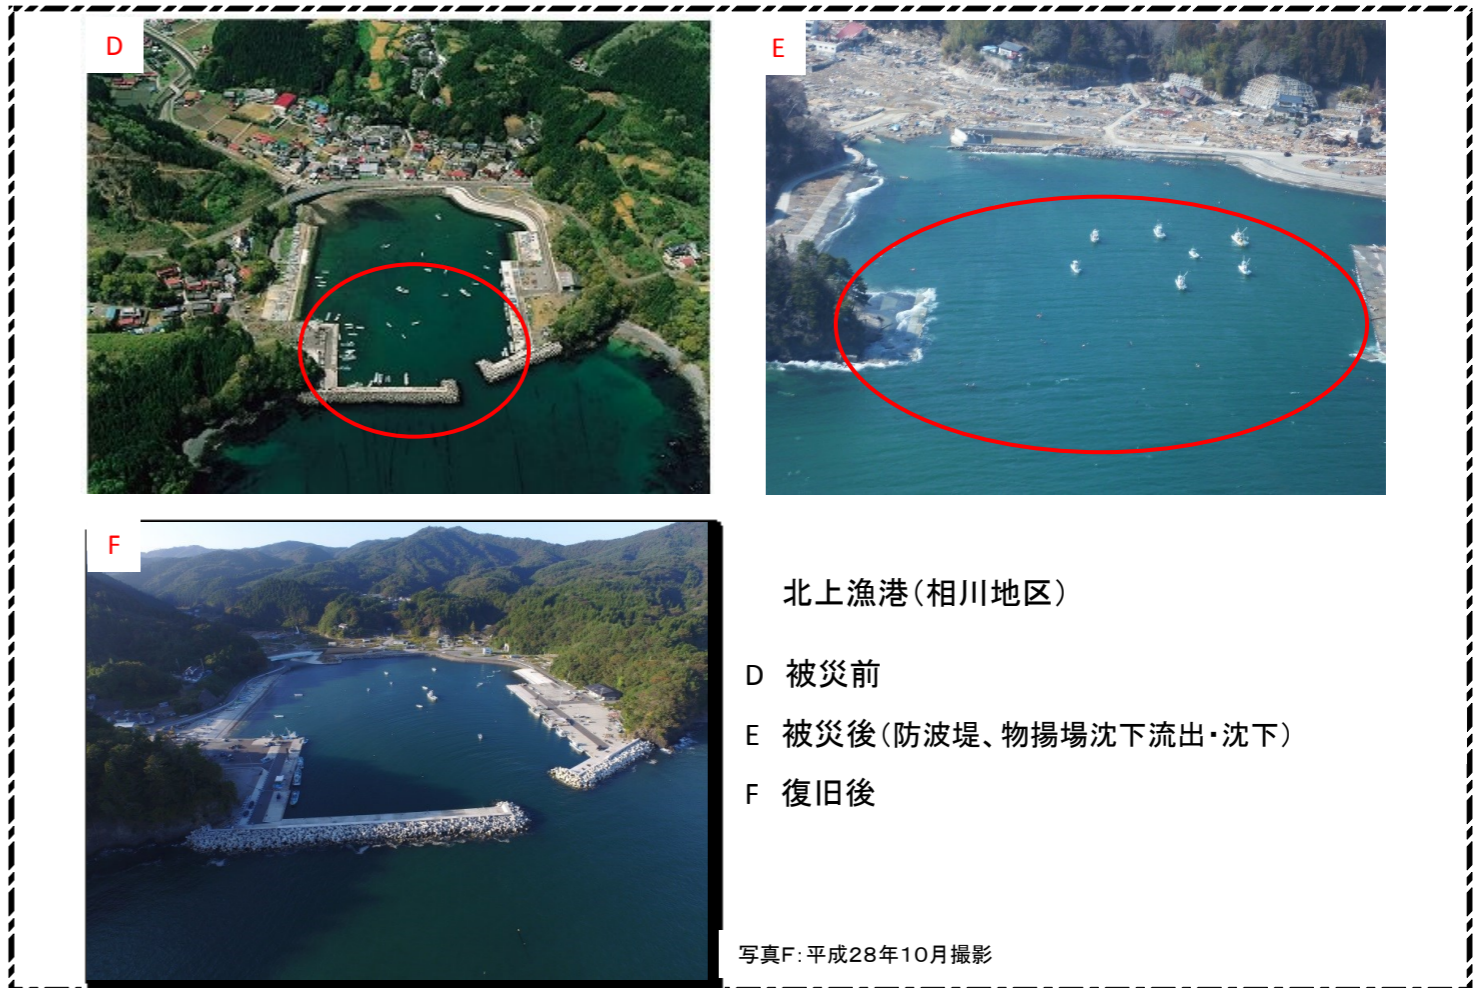 D
E
F
北上漁港（相川地区）
D 被災前
E 被災後（防波堤、物揚場沈下流出・沈下）
F 復旧後
写真F：平成28年10月撮影